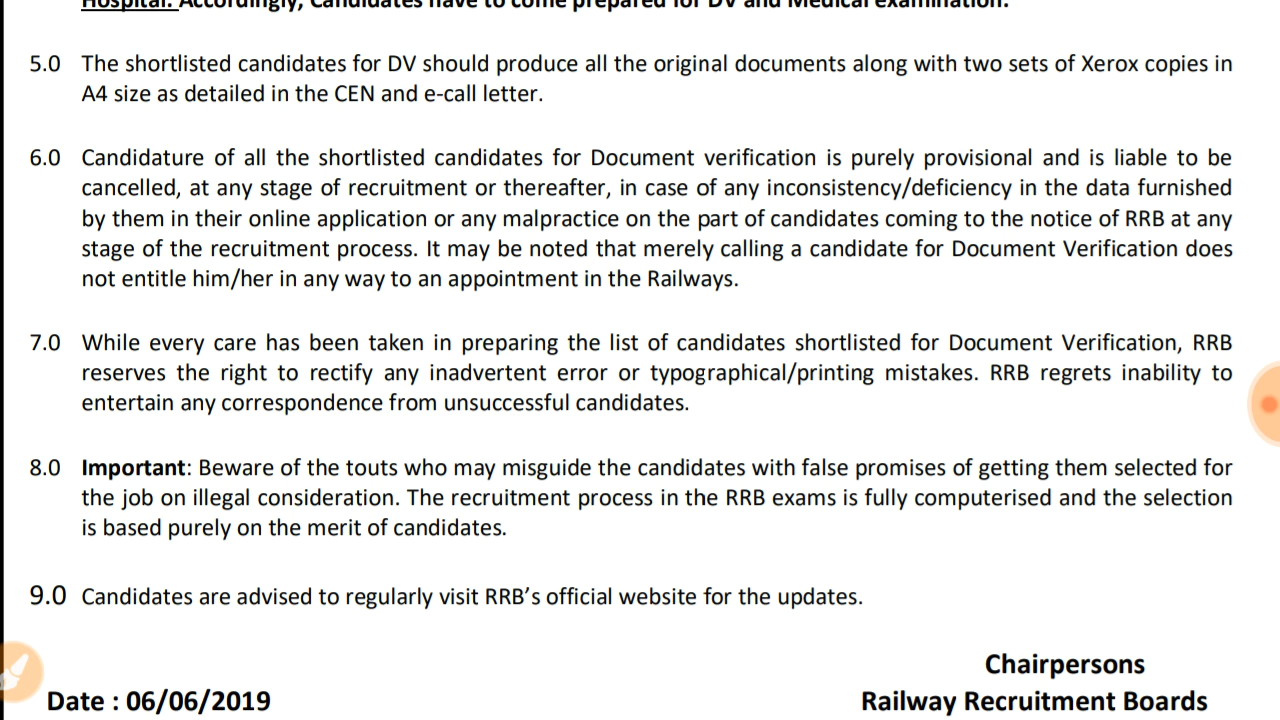 Hospital. Accordingly, Candidates have to come prepared for DV and Medical examination.
5.0 The shortlisted candidates for DV should produce all the original documents along with two sets of Xerox copies in
A4 size as detailed in the CEN and e-call letter.
6.0 Candidature of all the shortlisted candidates for Document verification is purely provisional and is liable to be
cancelled, at any stage of recruitment or thereafter, in case of any inconsistency/deficiency in the data furnished
by them in their online application or any malpractice on the part of candidates coming to the notice of RRB at any
stage of the recruitment process. It may be noted that merely calling a candidate for Document Verification does
not entitle him/her in any way to an appointment in the Railways.
7.0 While every care has been taken in preparing the list of candidates shortlisted for Document Verification, RRB
reserves the right to rectify any inadvertent error or typographical/printing mistakes. RRB regrets inability to
entertain any correspondence from unsuccessful candidates.
8.0 Important: Beware of the touts who may misguide the candidates with false promises of getting them selected for
the job on illegal consideration. The recruitment process in the RRB exams is fully computerised and the selection
is based purely on the merit of candidates.
9.0 Candidates are advised to regularly visit RRB’s official website for the updates.
Chairpersons
Date : 06/06/2019 Railway Recruitment Boards